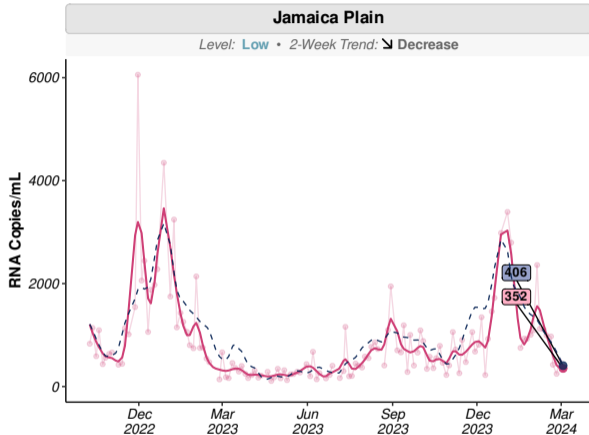 Jamaica Plain
Level: Low • 2-Week Trend: ↘ Decrease
RNA Copies/mL
6000
4000
2000
0
406
352
Dec 2022
Mar 2023
Jun 2023
Sep 2023
Dec 2023
Mar 2024